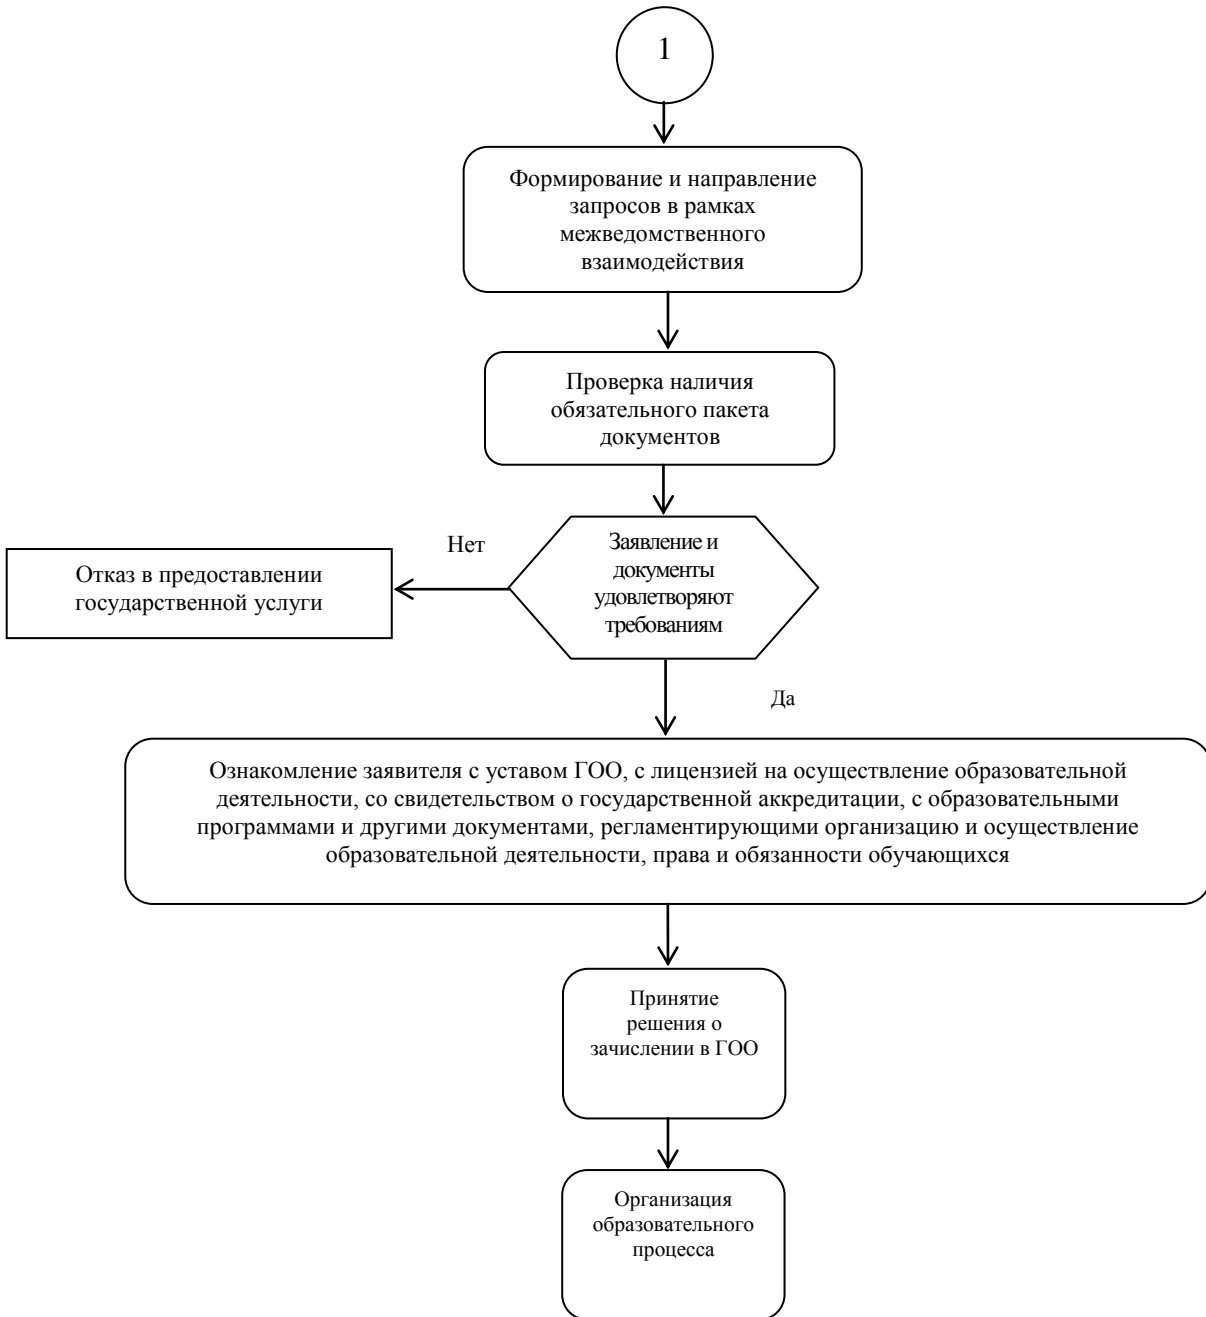 1
Формирование и направление
запросов в рамках
межведомственного
взаимодействия
Проверка наличия
обязательного пакета
документов
Заявление и
документы
удовлетворяют
требованиям
Нет
Отказ в предоставлении
государственной услуги
Да
Ознакомление заявителя с уставом ГОО, с лицензией на осуществление образовательной
деятельности, со свидетельством о государственной аккредитации, с образовательными
программами и другими документами, регламентирующими организацию и осуществление
образовательной деятельности, права и обязанности обучающихся
Принятие
решения о
зачислении в ГОО
Организация
образовательного
процесса